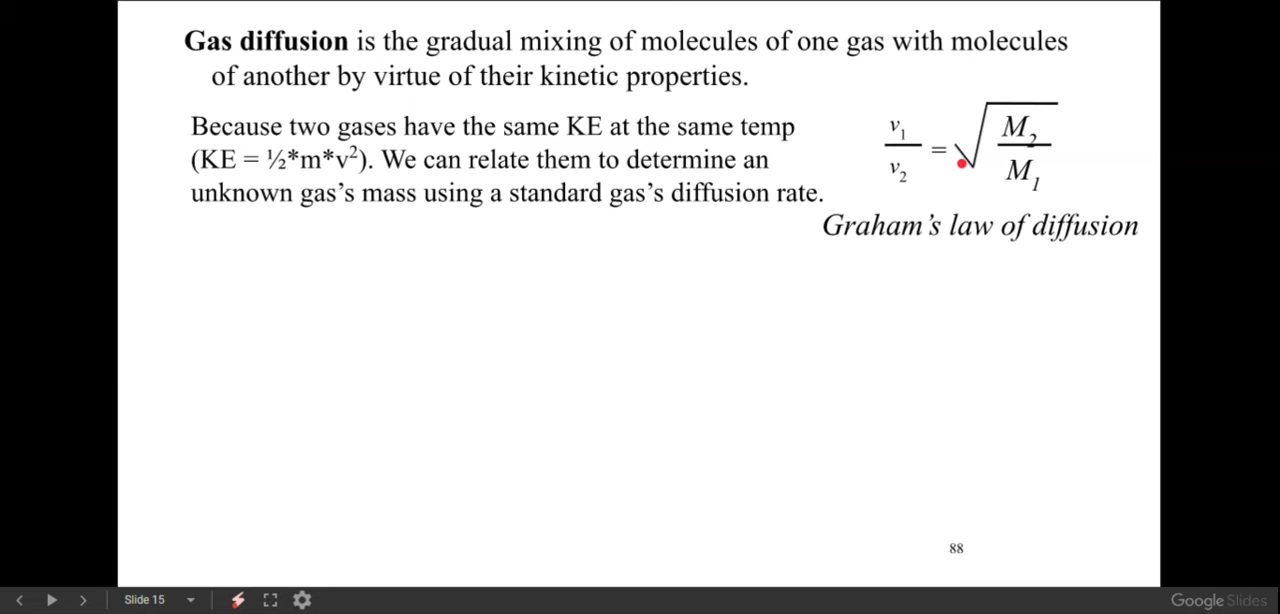 Gas diffusion is the gradual mixing of molecules of one gas with molecules
of another by virtue of their kinetic properties.
Because two gases have the same KE at the same temp
(KE = ½*m*v²). We can relate them to determine an
unknown gas’s mass using a standard gas’s diffusion rate.
v₁/v₂ = √(M₂/M₁)
Graham’s law of diffusion
88
Slide 15
Google Slides